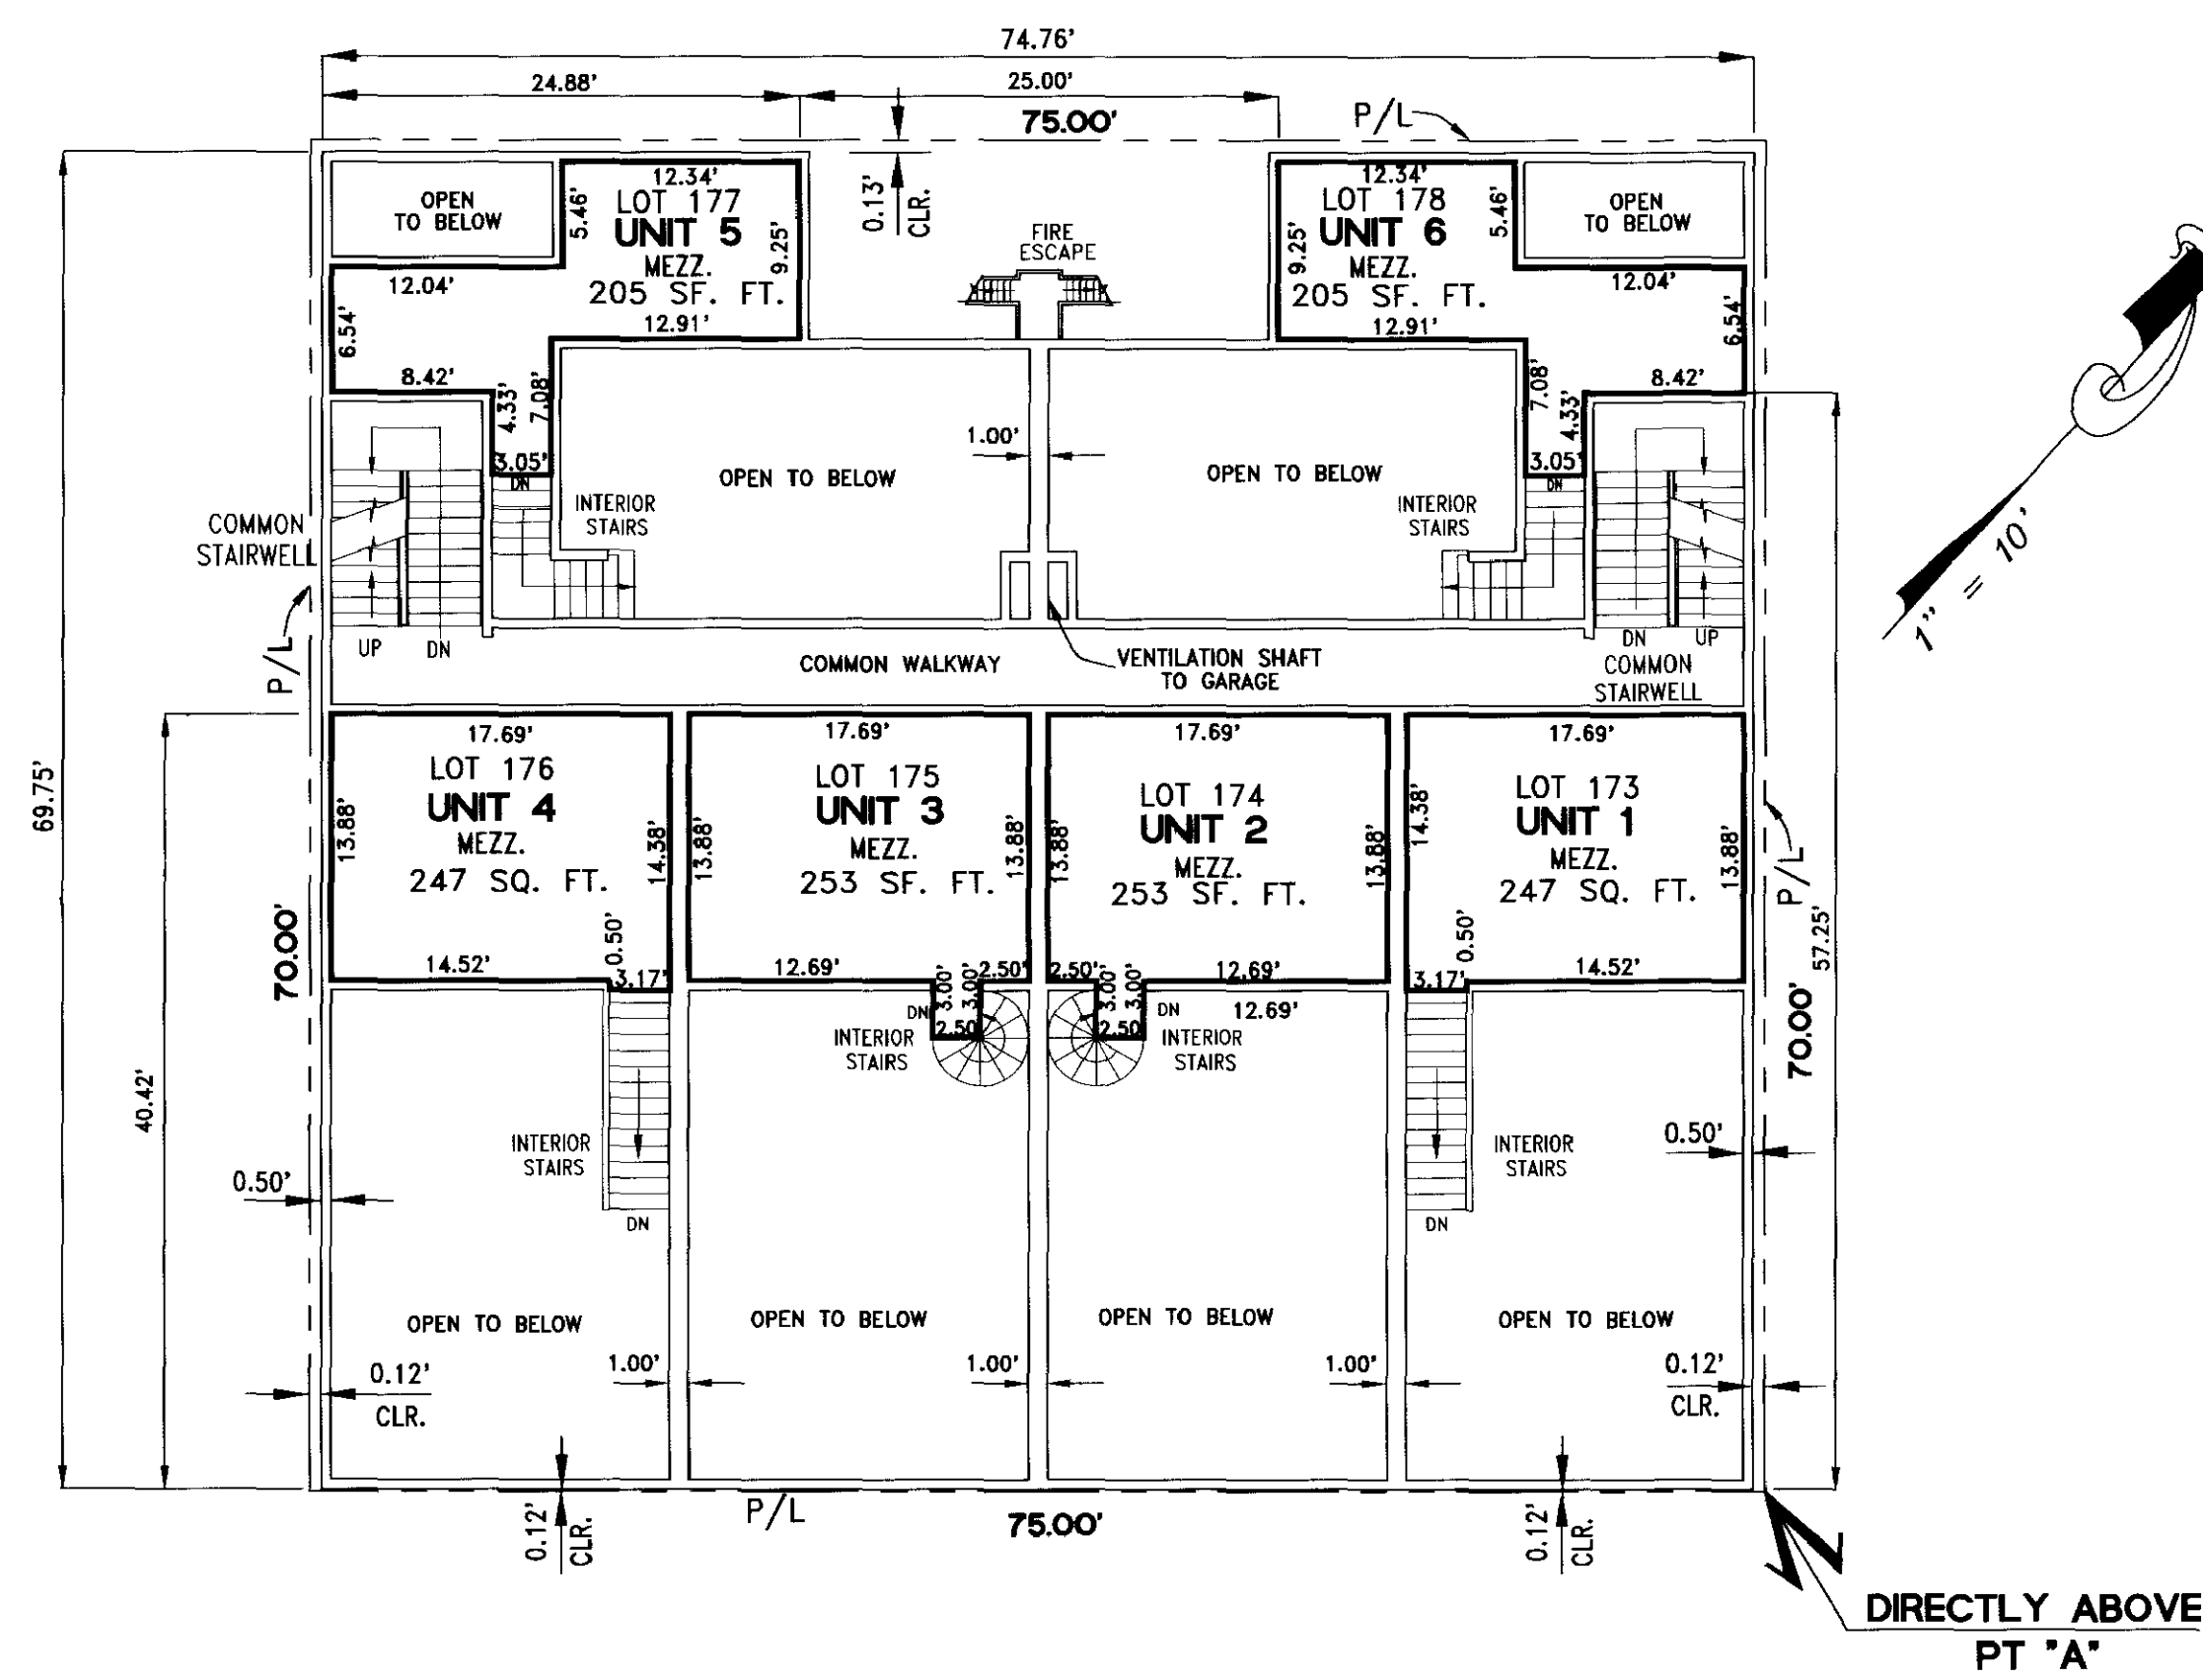 74.76'
24.88'
25.00'
75.00'
P/L
0.13'
CLR.
OPEN
TO BELOW
12.34'
5.46'
LOT 177
UNIT 5
MEZZ.
205 SF. FT.
9.25'
12.04'
12.91'
6.54'
8.42'
4.33'
7.08'
3.05'
DN
FIRE
ESCAPE
12.34'
LOT 178
UNIT 6
MEZZ.
205 SF. FT.
9.25'
5.46'
OPEN
TO BELOW
12.04'
12.91'
6.54'
8.42'
7.08'
4.33'
3.05'
DN
1.00'
OPEN TO BELOW
OPEN TO BELOW
INTERIOR
STAIRS
INTERIOR
STAIRS
COMMON
STAIRWELL
P/L
UP
DN
DN
UP
COMMON
STAIRWELL
COMMON WALKWAY
VENTILATION SHAFT
TO GARAGE
1" = 10'
69.75'
40.42'
70.00'
17.69'
LOT 176
UNIT 4
MEZZ.
247 SQ. FT.
13.88'
14.38'
14.52'
0.50'
3.17'
17.69'
LOT 175
UNIT 3
MEZZ.
253 SF. FT.
13.88'
13.88'
12.69'
3.00'
3.00'
2.50'
2.50'
DN
INTERIOR
STAIRS
17.69'
LOT 174
UNIT 2
MEZZ.
253 SF. FT.
13.88'
13.88'
2.50'
3.00'
3.00'
2.50
12.69'
12.69'
DN
INTERIOR
STAIRS
17.69'
LOT 173
UNIT 1
MEZZ.
247 SQ. FT.
14.38'
13.88'
0.50'
3.17'
14.52'
P/L
57.25'
70.00'
INTERIOR
STAIRS
DN
INTERIOR
STAIRS
DN
0.50'
0.50'
OPEN TO BELOW
OPEN TO BELOW
OPEN TO BELOW
OPEN TO BELOW
0.12'
CLR.
1.00'
1.00'
1.00'
0.12'
CLR.
0.12'
CLR.
P/L
75.00'
0.12'
CLR.
DIRECTLY ABOVE
PT "A"